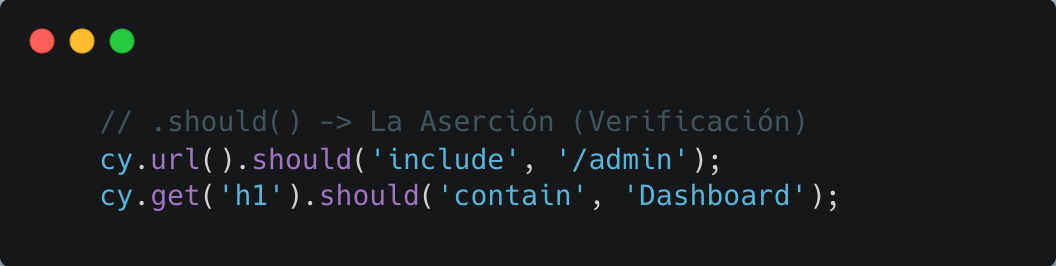 // .should() -> La Aserción (Verificación)
cy.url().should('include', '/admin');
cy.get('h1').should('contain', 'Dashboard');